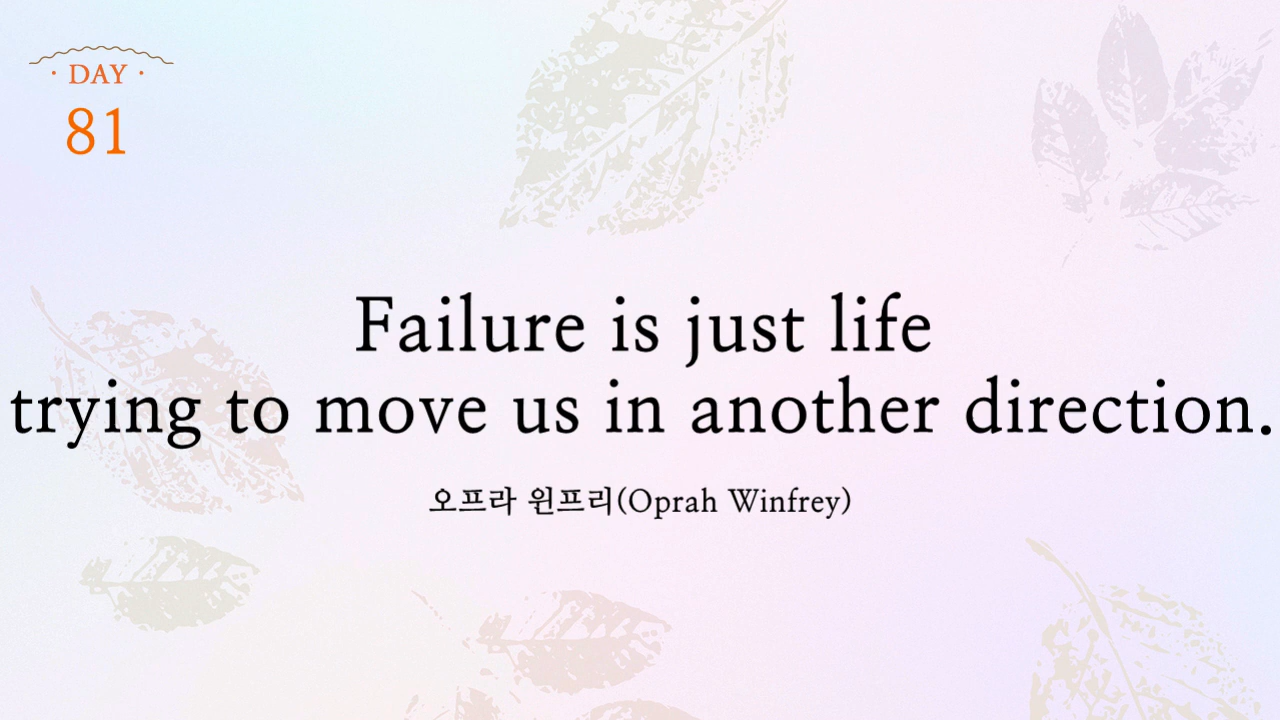 · DAY ·
81
Failure is just life
trying to move us in another direction.
오프라 윈프리(Oprah Winfrey)